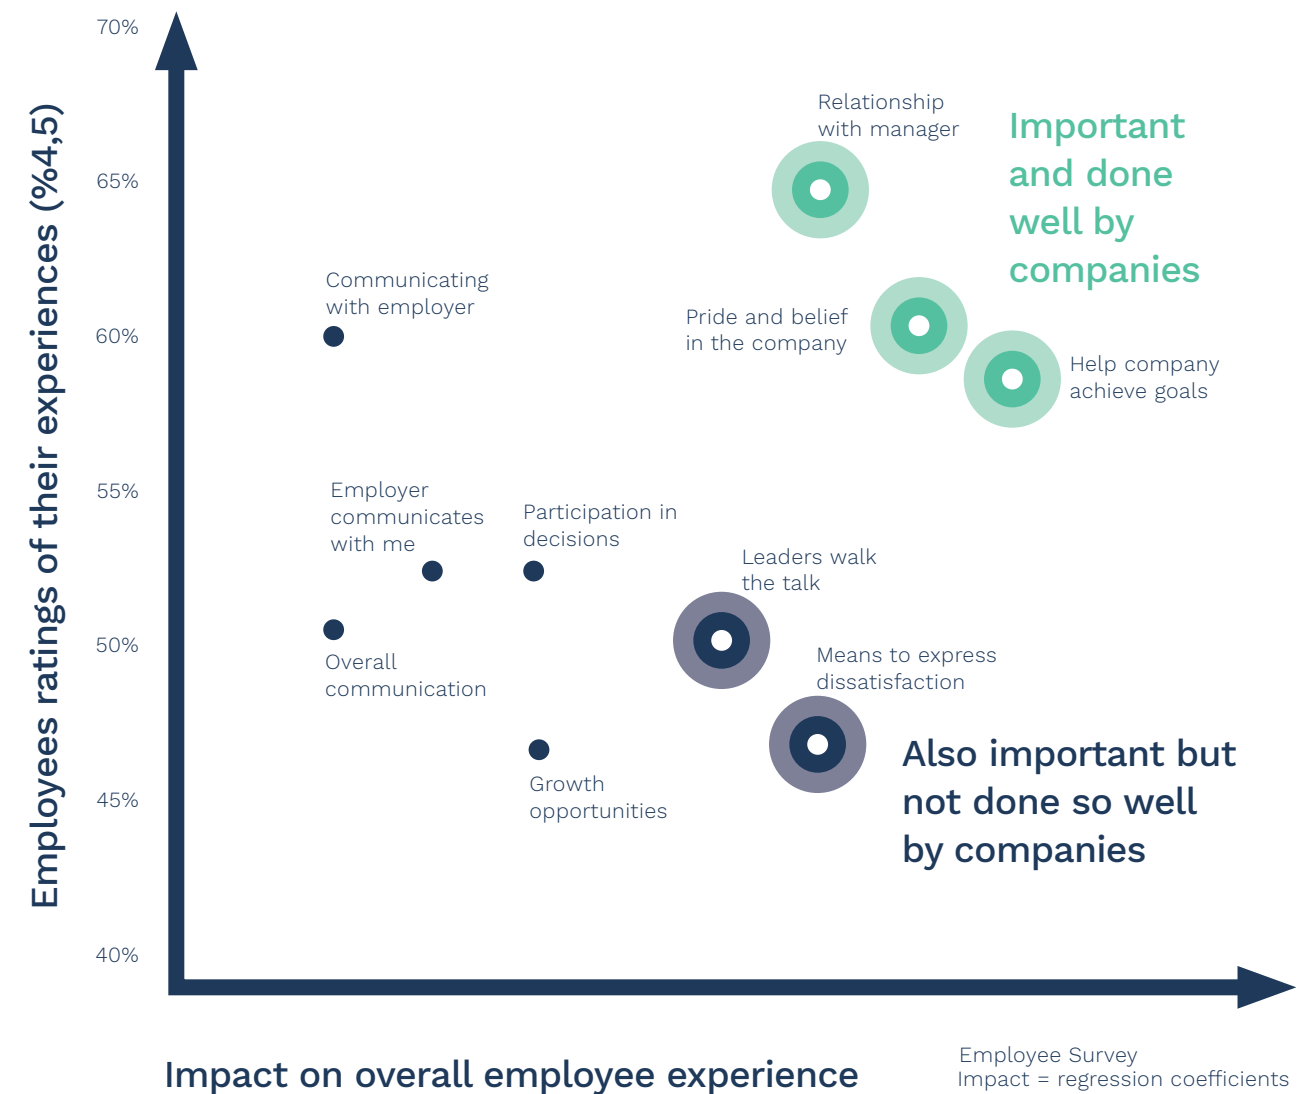 70%
65%
60%
55%
50%
45%
40%
Employees ratings of their experiences (%4,5)
Relationship
with manager
Important
and done
well by
companies
Communicating
with employer
Pride and belief
in the company
Help company
achieve goals
Employer
communicates
with me
Participation in
decisions
Leaders walk
the talk
Overall
communication
Means to express
dissatisfaction
Growth
opportunities
Also important but
not done so well
by companies
Impact on overall employee experience
Employee Survey
Impact = regression coefficients